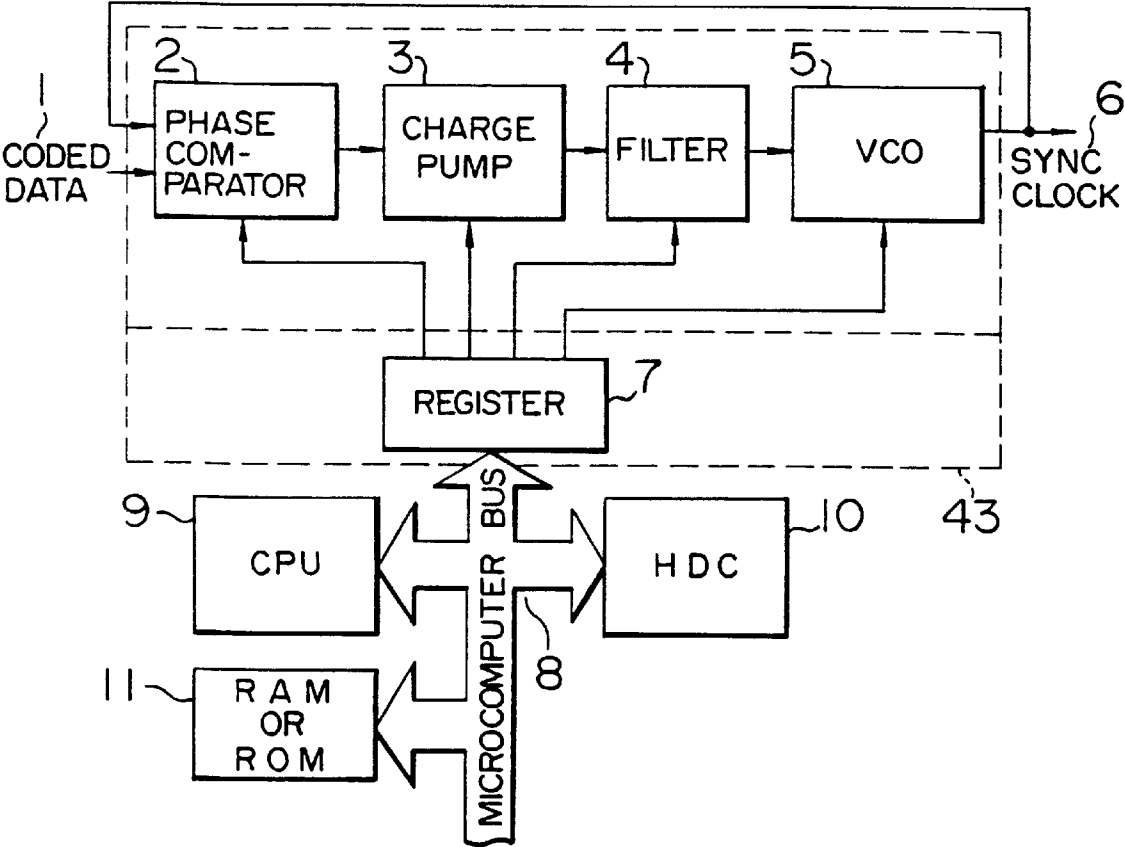 2
3
4
5
1
6
CODED
DATA
PHASE
COM-
PARATOR
CHARGE
PUMP
FILTER
VCO
SYNC
CLOCK
REGISTER
7
43
9
CPU
MICROCOMPUTER BUS
10
HDC
8
11
RAM
OR
ROM